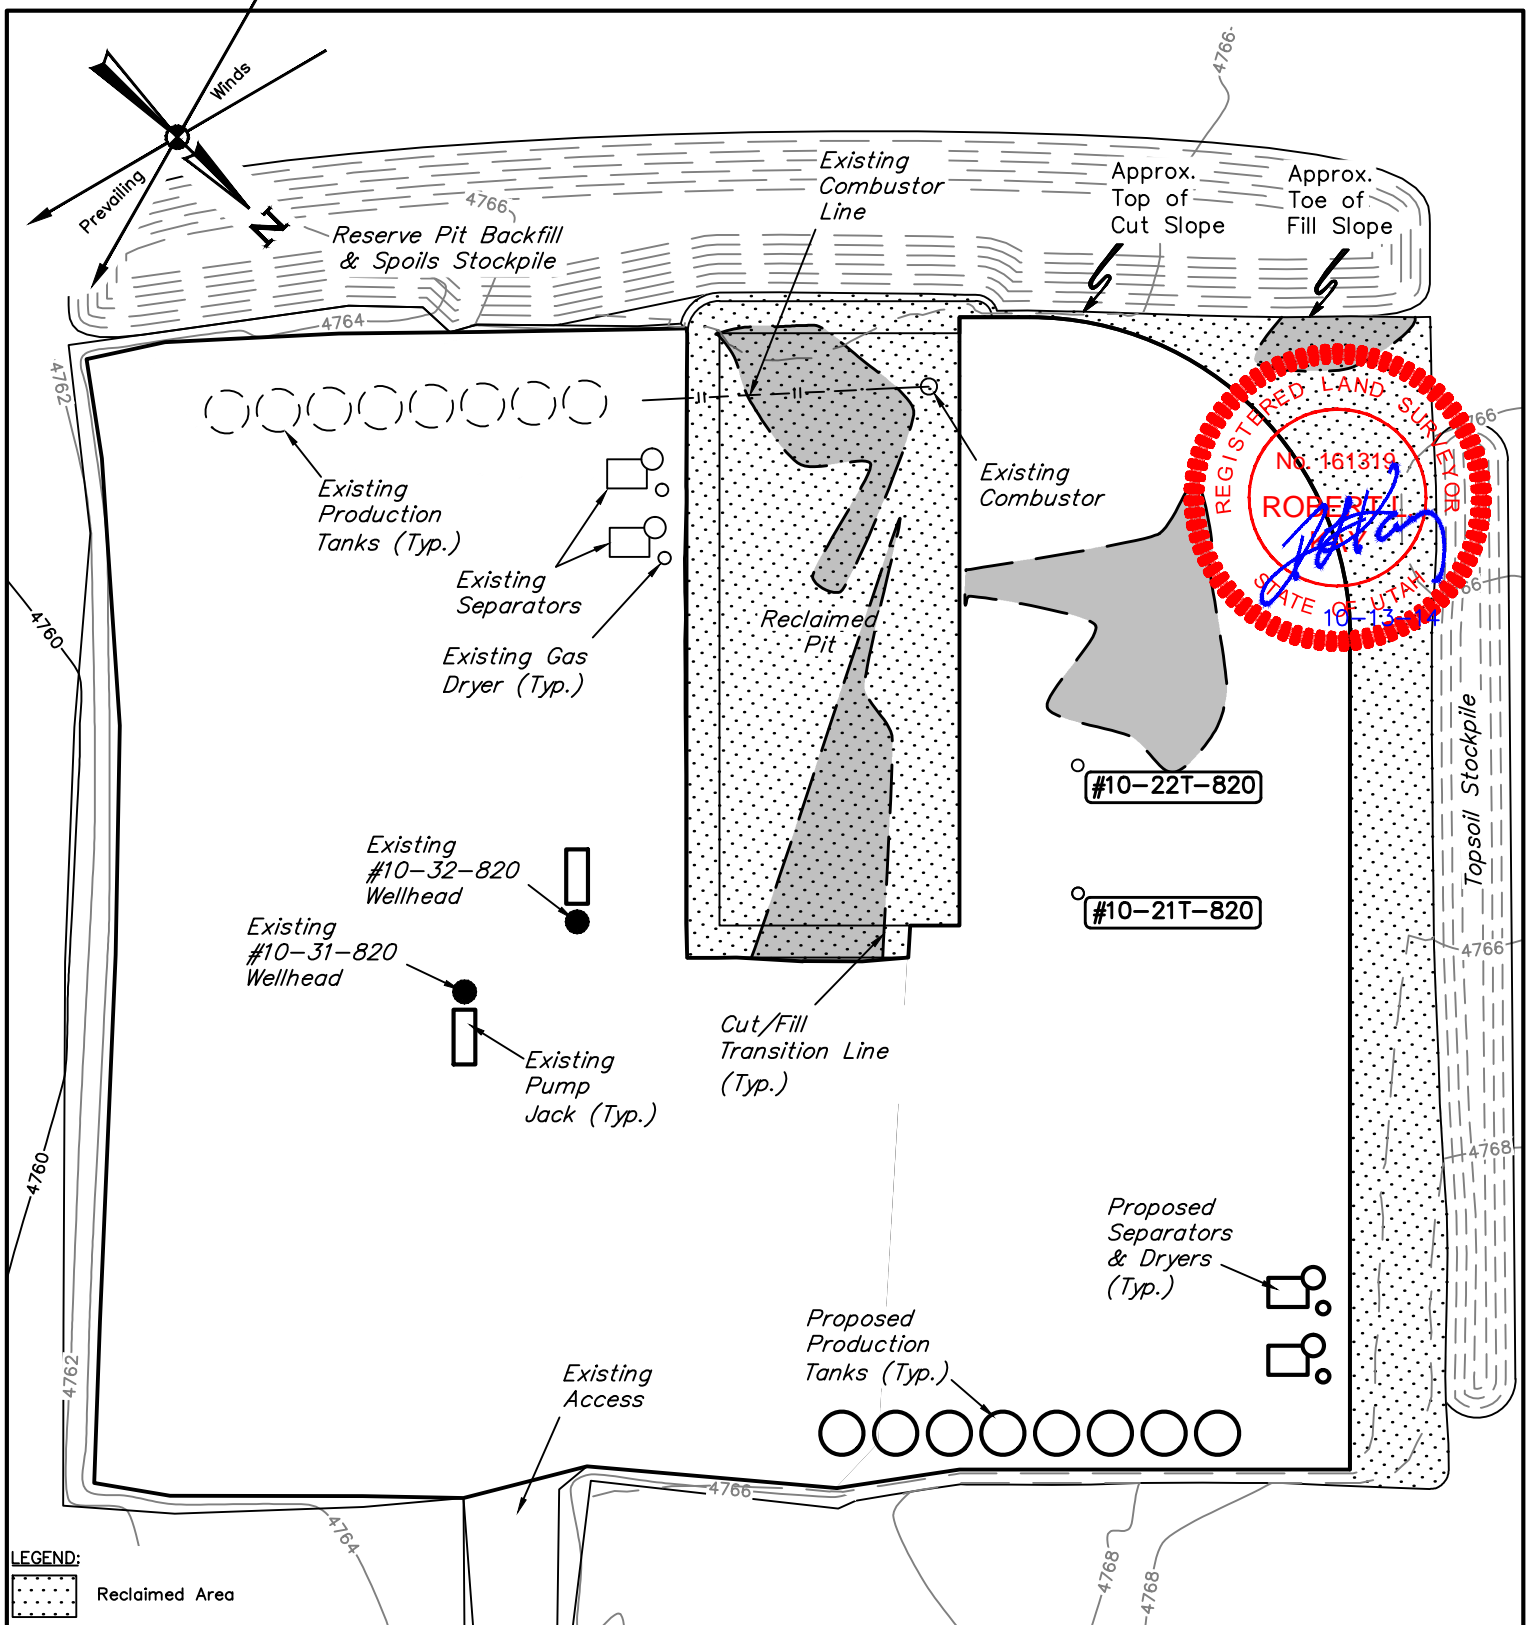 Winds
Prevailing
N
Reserve Pit Backfill
& Spoils Stockpile
4766
4766
Existing
Combustor
Line
Approx.
Top of
Cut Slope
Approx.
Toe of
Fill Slope
4764
4762
Existing
Production
Tanks (Typ.)
Existing
Separators
Existing Gas
Dryer (Typ.)
Existing
Combustor
Reclaimed
Pit
REGISTERED LAND SURVEYOR
No. 161319
ROBERT L.
STATE OF UTAH
10-13-14
66
66
4760
#10-22T-820
#10-21T-820
Topsoil Stockpile
Existing
#10-32-820
Wellhead
Existing
#10-31-820
Wellhead
Existing
Pump
Jack (Typ.)
Cut/Fill
Transition Line
(Typ.)
4766
4768
4760
Proposed
Separators
& Dryers
(Typ.)
Proposed
Production
Tanks (Typ.)
Existing
Access
4762
4766
4764
4768
4768
LEGEND:
Reclaimed Area